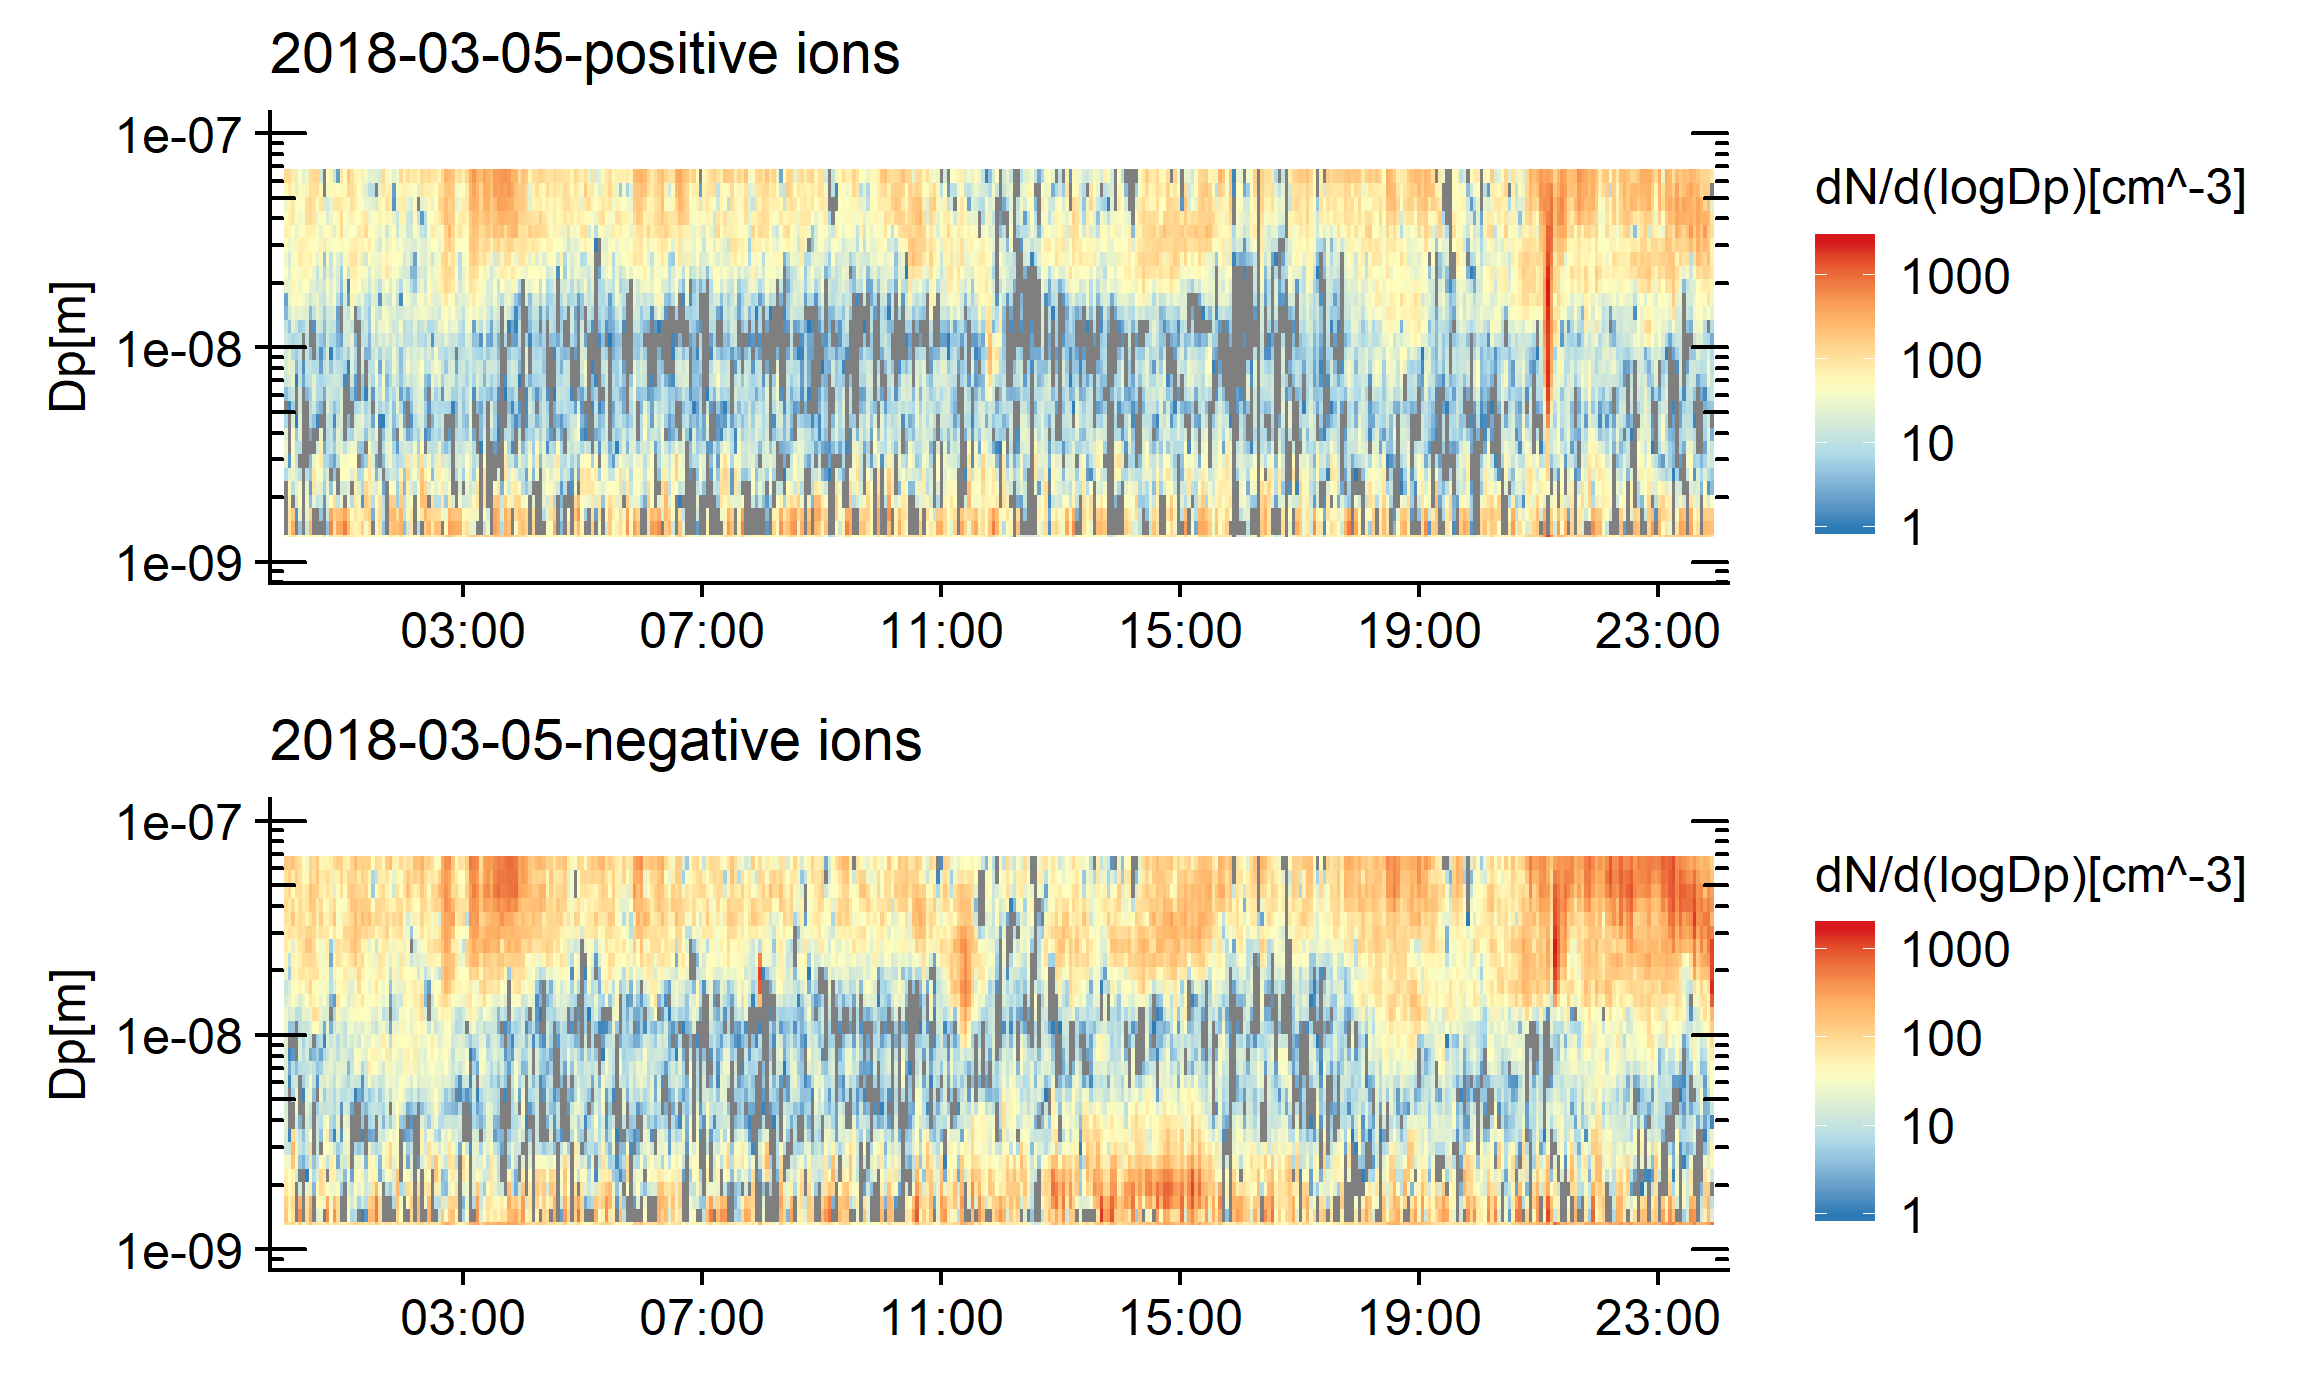 2018-03-05-positive ions
1e-07
1e-08
1e-09
Dp[m]
03:00 07:00 11:00 15:00 19:00 23:00
dN/d(logDp)[cm^-3]
1000
100
10
1
2018-03-05-negative ions
1e-07
1e-08
1e-09
Dp[m]
03:00 07:00 11:00 15:00 19:00 23:00
dN/d(logDp)[cm^-3]
1000
100
10
1